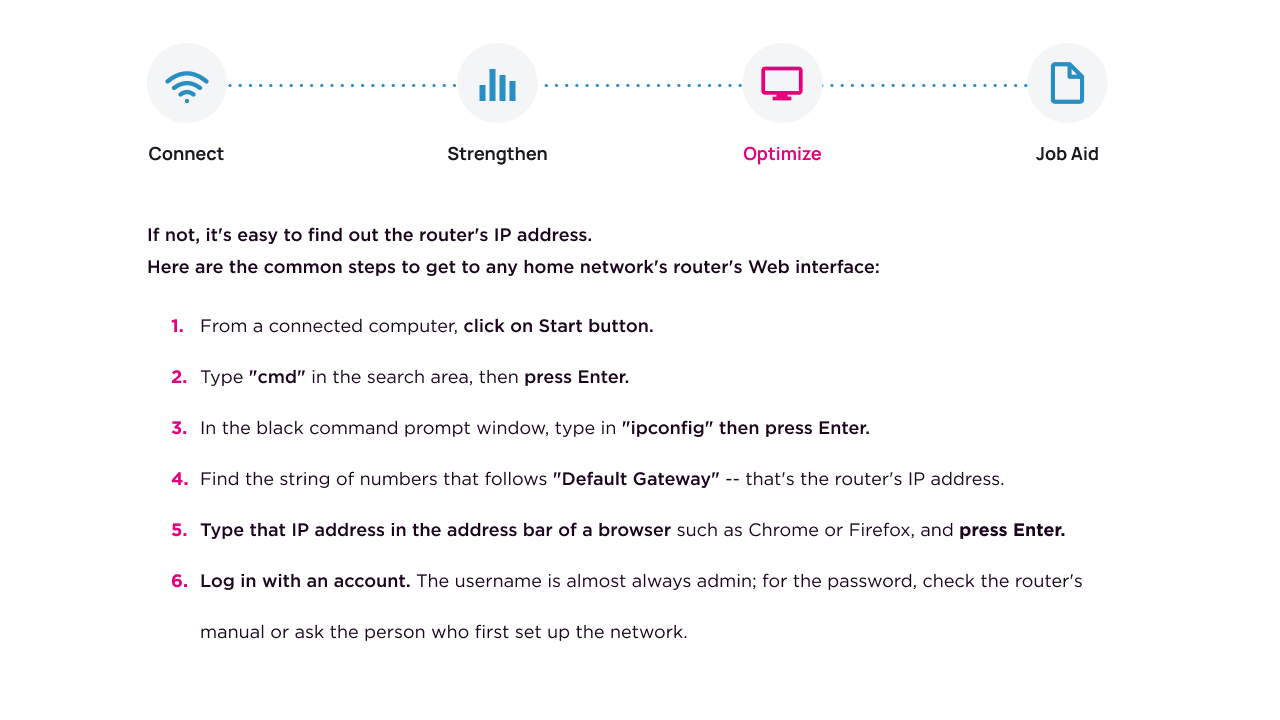 Connect
Strengthen
Optimize
Job Aid
If not, it's easy to find out the router's IP address.
Here are the common steps to get to any home network's router's Web interface:
1. From a connected computer, click on Start button.
2. Type "cmd" in the search area, then press Enter.
3. In the black command prompt window, type in "ipconfig" then press Enter.
4. Find the string of numbers that follows "Default Gateway" -- that's the router's IP address.
5. Type that IP address in the address bar of a browser such as Chrome or Firefox, and press Enter.
6. Log in with an account. The username is almost always admin; for the password, check the router's
manual or ask the person who first set up the network.